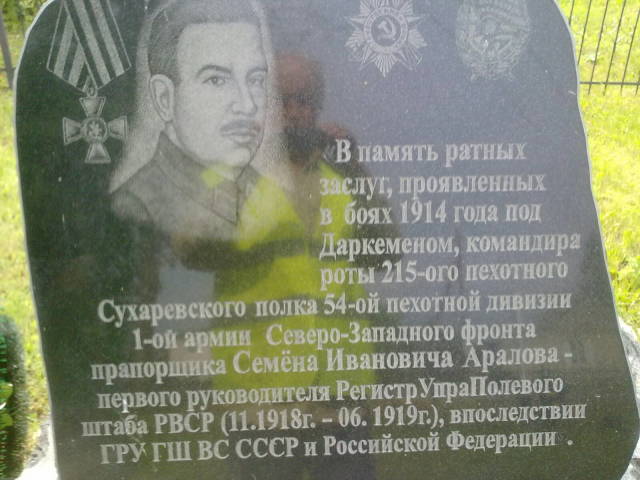 «В память ратных
заслуг, проявленных
в боях 1914 года под
Даркеменом, командира
роты 215-ого пехотного
Сухаревского полка 54-ой пехотной дивизии
1-ой армии Северо-Западного фронта
прапорщика Семёна Ивановича Аралова -
первого руководителя РегистрУпраПолевого
штаба РВСР (11.1918г. - 06. 1919г.), впоследствии
ГРУ ГШ ВС СССР и Российской Федерации .